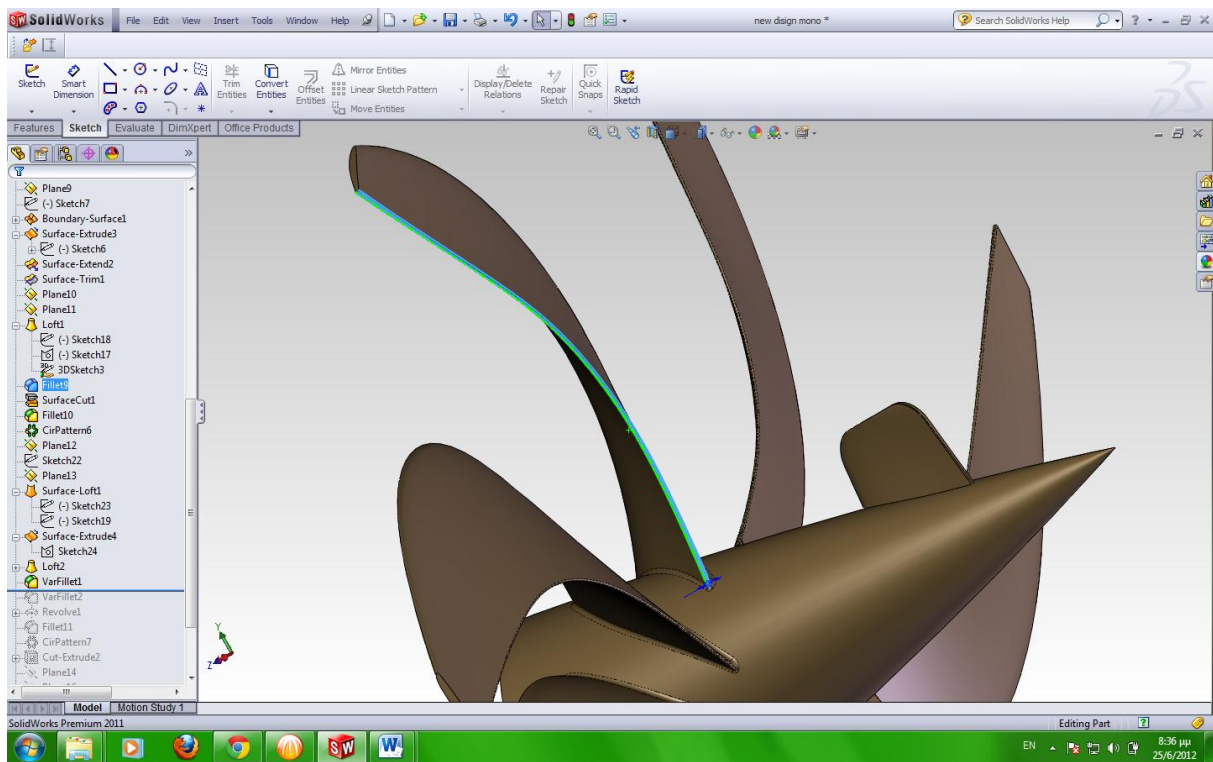 SolidWorks File Edit View Insert Tools Window Help new disign mono * Search SolidWorks Help
Sketch
Smart Dimension
Trim Entities
Convert Entities
Offset Entities
Mirror Entities
Linear Sketch Pattern
Move Entities
Display/Delete Relations
Repair Sketch
Quick Snaps
Rapid Sketch
Features Sketch Evaluate DimXpert Office Products
Plane9
(-) Sketch7
Boundary-Surface1
Surface-Extrude3
(-) Sketch6
Surface-Extend2
Surface-Trim1
Plane10
Plane11
Loft1
(-) Sketch18
(-) Sketch17
3DSketch3
Fillet9
SurfaceCut1
Fillet10
CirPattern6
Plane12
Sketch22
Plane13
Surface-Loft1
(-) Sketch23
(-) Sketch19
Surface-Extrude4
Sketch24
Loft2
VarFillet1
VarFillet2
Revolve1
Fillet11
CirPattern7
Cut-Extrude2
Plane14
Y
Z
Model Motion Study 1
SolidWorks Premium 2011 Editing Part
EN 8:36 μμ
25/6/2012